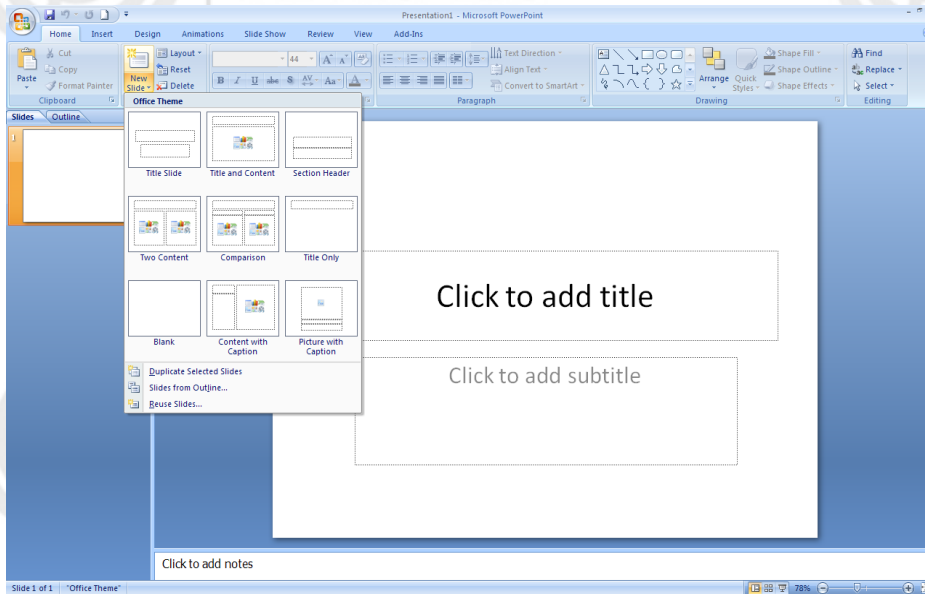 Presentation1 - Microsoft PowerPoint
Home Insert Design Animations Slide Show Review View Add-Ins
Paste
Cut
Copy
Format Painter
Clipboard
New
Slide
Layout
Reset
Delete
44
B I U abc S AV Aa A
Paragraph
Text Direction
Align Text
Convert to SmartArt
Arrange
Quick
Styles
Shape Fill
Shape Outline
Shape Effects
Drawing
Find
Replace
Select
Editing
Slides Outline
1
Office Theme
Title Slide
Title and Content
Section Header
Two Content
Comparison
Title Only
Blank
Content with
Caption
Picture with
Caption
Duplicate Selected Slides
Slides from Outline...
Reuse Slides...
Click to add title
Click to add subtitle
Click to add notes
Slide 1 of 1 "Office Theme" 78%